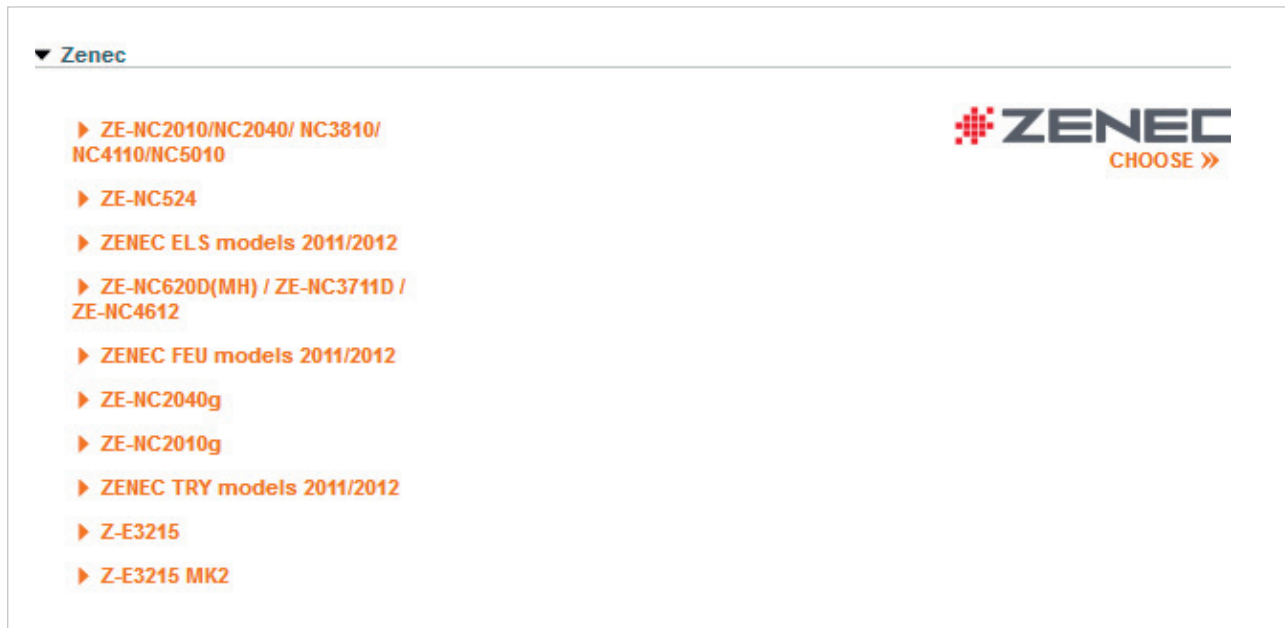 Zenec
ZE-NC2010/NC2040/ NC3810/
NC4110/NC5010
ZENEC
CHOOSE »
ZE-NC524
ZENEC ELS models 2011/2012
ZE-NC620D(MH) / ZE-NC3711D /
ZE-NC4612
ZENEC FEU models 2011/2012
ZE-NC2040g
ZE-NC2010g
ZENEC TRY models 2011/2012
Z-E3215
Z-E3215 MK2